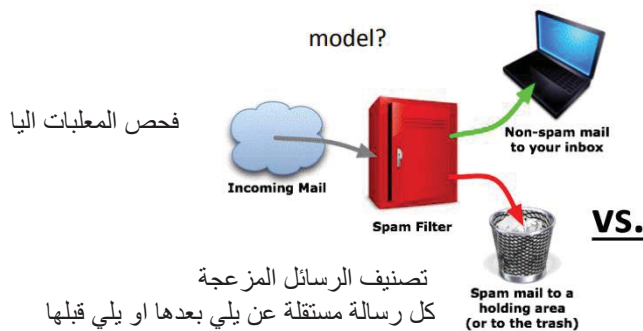 model?
فحص المعلبات اليا
Incoming Mail
Spam Filter
Non-spam mail
to your inbox
VS.
Spam mail to a
holding area
(or to the trash)
تصنيف الرسائل المزعجة
كل رسالة مستقلة عن يلي بعدها او يلي قبلها